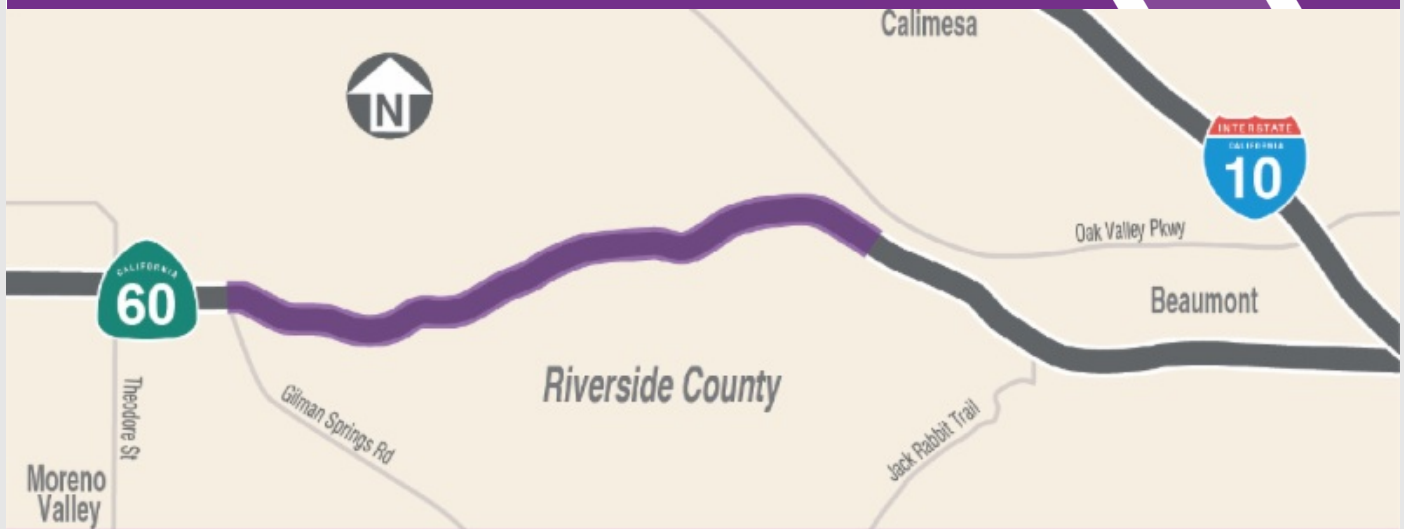 Calimesa
N
INTERSTATE
CALIFORNIA
10
Oak Valley Pkwy
CALIFORNIA
60
Beaumont
Riverside County
Theodore St
Gilman Springs Rd
Jack Rabbit Trail
Moreno
Valley